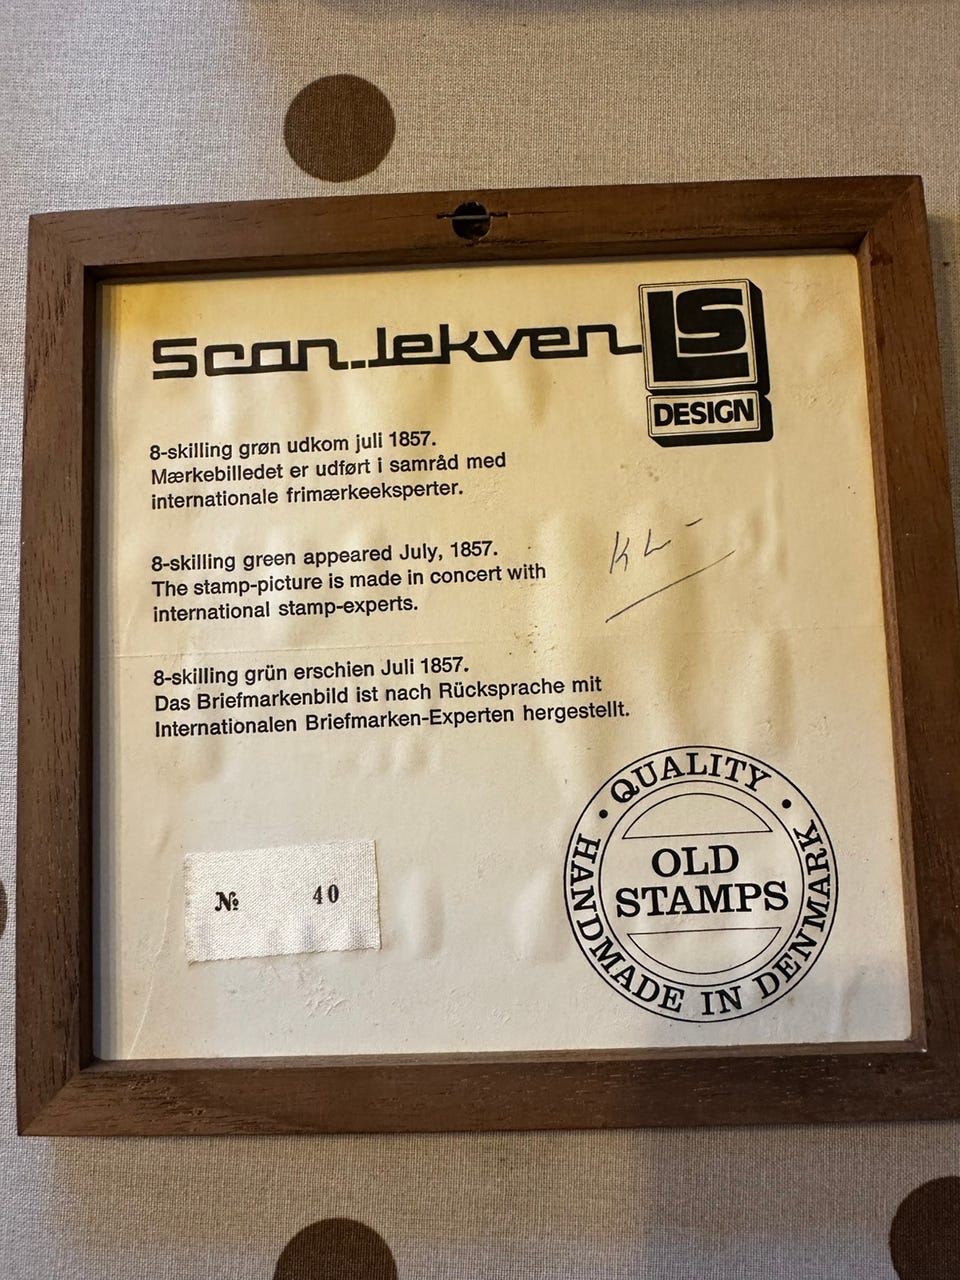 Scan.lekven
LS
DESIGN
8-skilling grøn udkom juli 1857.
Mærkebilledet er udført i samråd med
internationale frimærkeeksperter.
8-skilling green appeared July, 1857.
The stamp-picture is made in concert with
international stamp-experts.
8-skilling grün erschien Juli 1857.
Das Briefmarkenbild ist nach Rücksprache mit
Internationalen Briefmarken-Experten hergestellt.
№ 40
· QUALITY ·
OLD
STAMPS
HANDMADE IN DENMARK